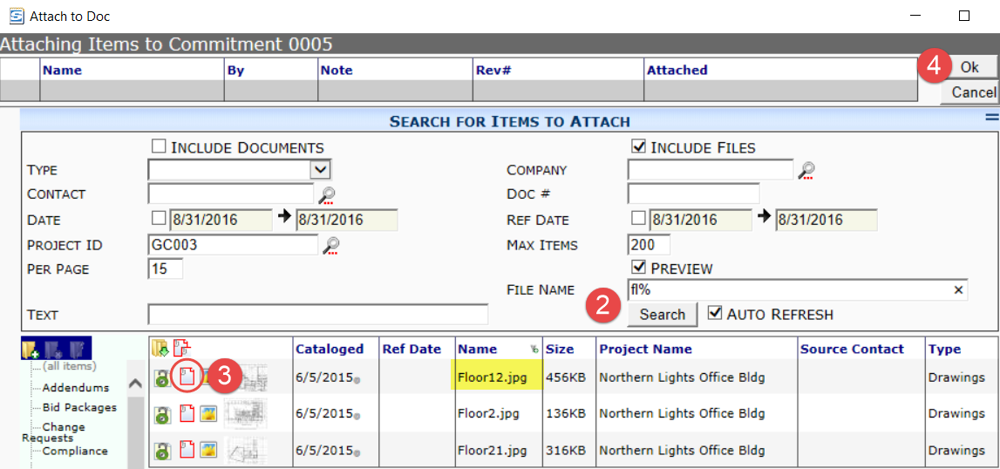 Attach to Doc
Attaching Items to Commitment 0005
Name By Note Rev# Attached
4 Ok
Cancel
SEARCH FOR ITEMS TO ATTACH
INCLUDE DOCUMENTS INCLUDE FILES
TYPE COMPANY
CONTACT DOC #
DATE 8/31/2016 8/31/2016 REF DATE 8/31/2016 8/31/2016
PROJECT ID GC003 MAX ITEMS 200
PER PAGE 15 PREVIEW
FILE NAME fl%
TEXT 2 Search AUTO REFRESH
Cataloged Ref Date Name Size Project Name Source Contact Type
(all items)
Addendums
Bid Packages
Change
Requests
Compliance
3 6/5/2015 Floor12.jpg 456KB Northern Lights Office Bldg Drawings
6/5/2015 Floor2.jpg 136KB Northern Lights Office Bldg Drawings
6/5/2015 Floor21.jpg 316KB Northern Lights Office Bldg Drawings